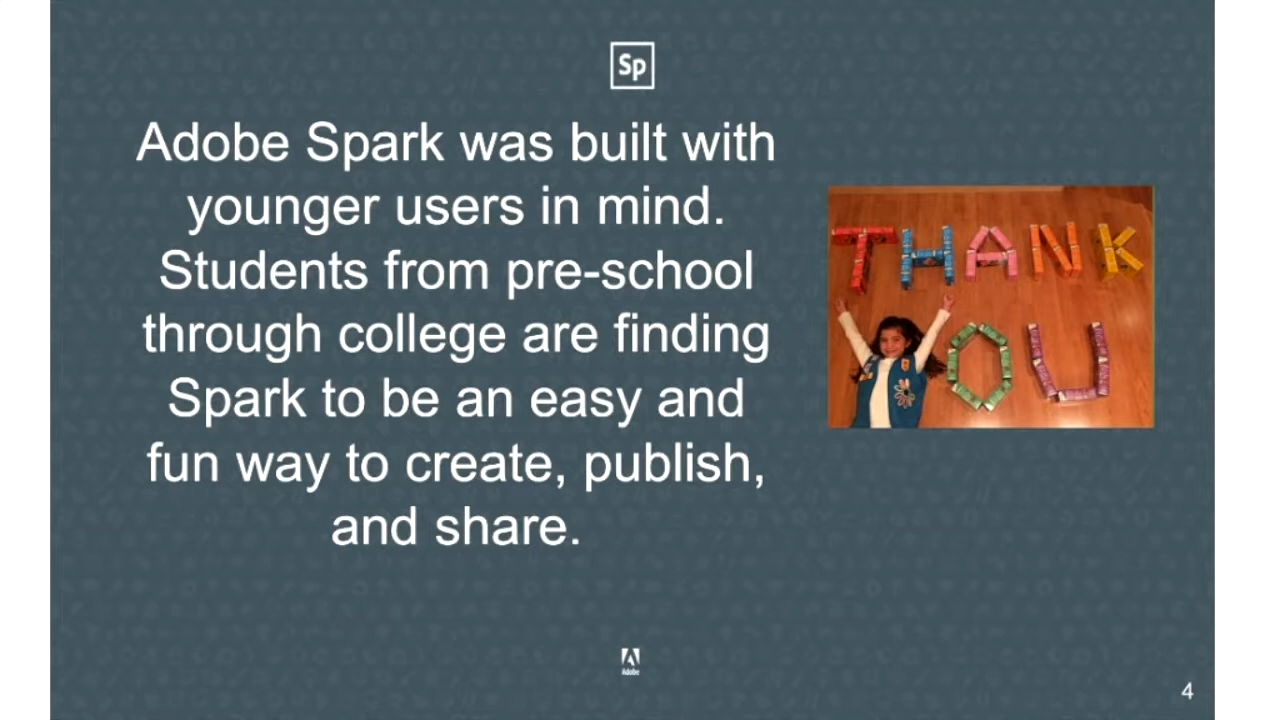 Sp
Adobe Spark was built with
younger users in mind.
Students from pre-school
through college are finding
Spark to be an easy and
fun way to create, publish,
and share.
THANK
OU
Adobe
4